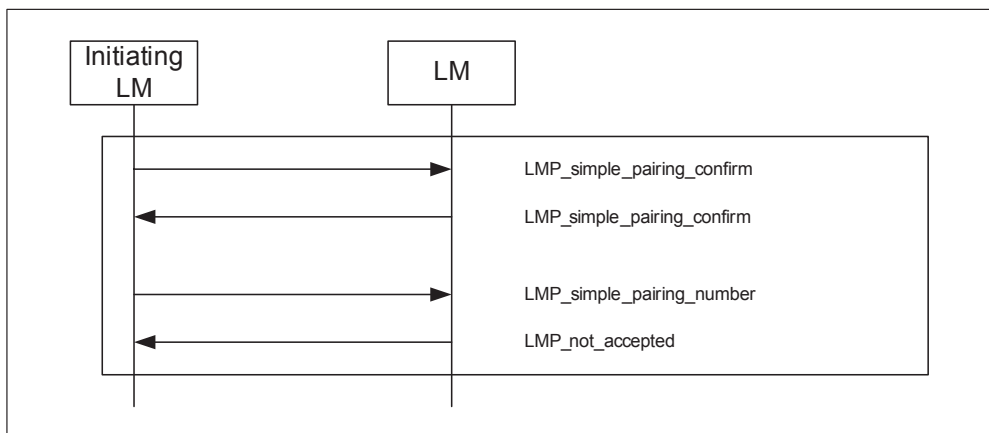 Initiating
LM
LM
LMP_simple_pairing_confirm
LMP_simple_pairing_confirm
LMP_simple_pairing_number
LMP_not_accepted